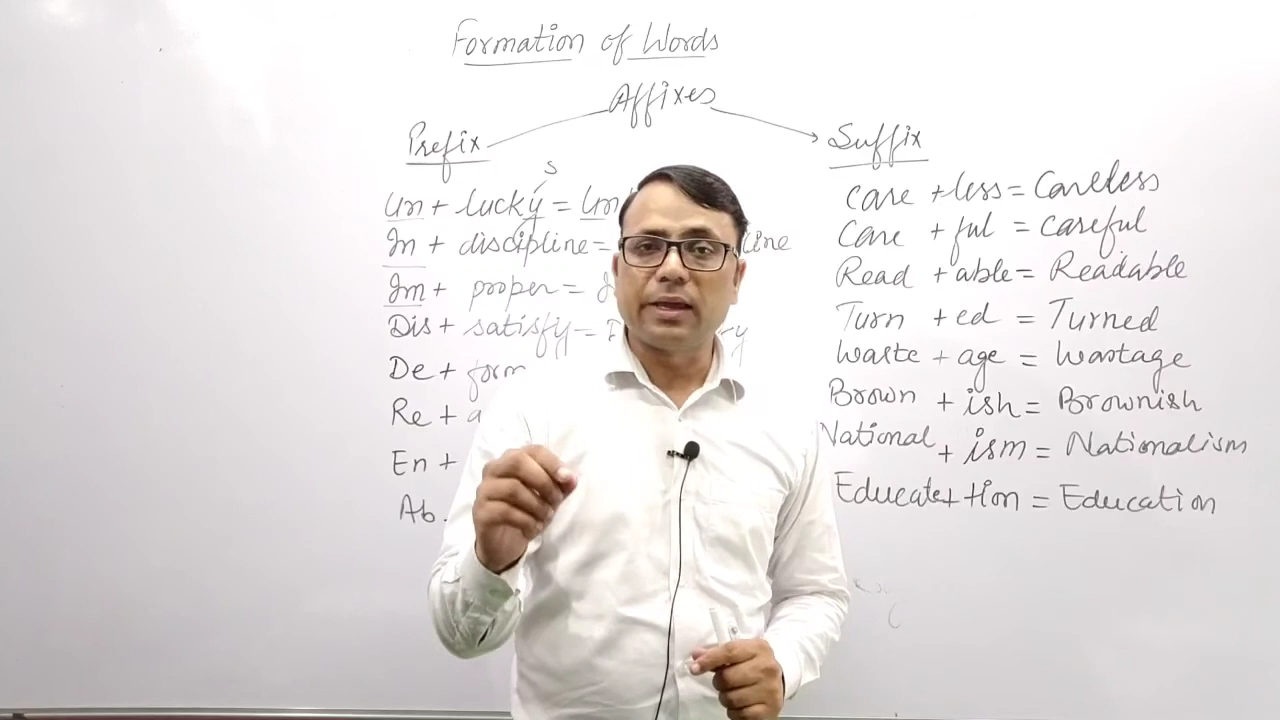 Formation of Words
Affixes
Prefix
Suffix
s
Un + lucky = Un
In + discipline = line
Im + proper =
Dis + satisfy = ry
De + form
Re + a
En +
Ab.
Care + less = Careless
Care + ful = Careful
Read + able = Readable
Turn + ed = Turned
Waste + age = Wastage
Brown + ish = Brownish
National + ism = Nationalism
Educate + tion = Education